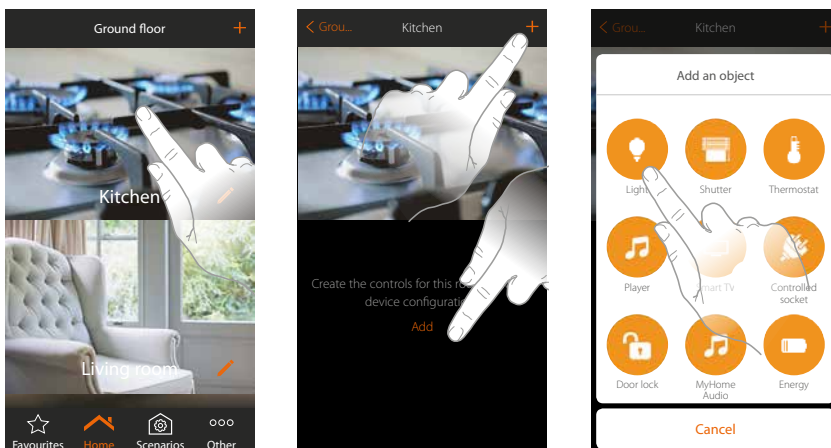 Ground floor
+
Kitchen
Living room
Favourites
Home
Scenarios
Other
< Grou...
Kitchen
+
Create the controls for this
device configurati
Add
< Grou...
Kitchen
+
Add an object
Light
Shutter
Thermostat
Player
Smart TV
Controlled
socket
Door lock
MyHome
Audio
Energy
Cancel